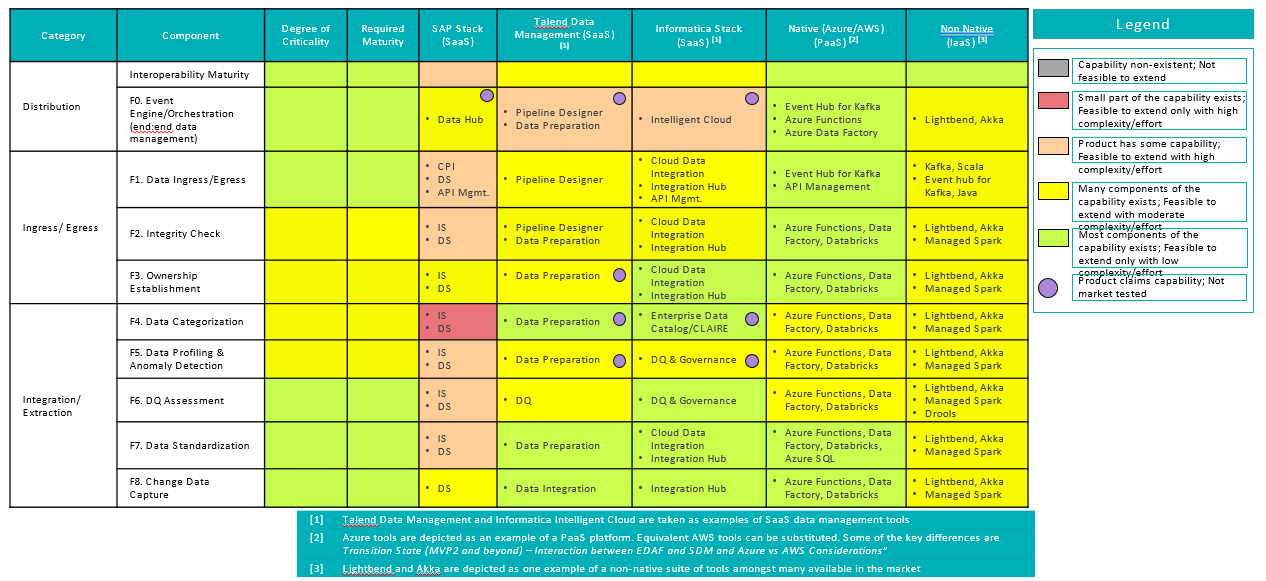 Category
Component
Degree of
Criticality
Required
Maturity
SAP Stack
(SaaS)
Talend Data
Management (SaaS)
[1]
Informatica Stack
(SaaS) [1]
Native (Azure/AWS)
(PaaS) [2]
Non Native
(IaaS) [3]
Distribution
Interoperability Maturity
F0. Event
Engine/Orchestration
(end:end data
management)
• Data Hub
• Pipeline Designer
• Data Preparation
• Intelligent Cloud
• Event Hub for Kafka
• Azure Functions
• Azure Data Factory
• Lightbend, Akka
Ingress/ Egress
F1. Data Ingress/Egress
• CPI
• DS
• API Mgmt.
• Pipeline Designer
• Cloud Data
Integration
• Integration Hub
• API Mgmt.
• Event Hub for Kafka
• API Management
• Kafka, Scala
• Event hub for
Kafka, Java
F2. Integrity Check
• IS
• DS
• Pipeline Designer
• Data Preparation
• Cloud Data
Integration
• Integration Hub
• Azure Functions, Data
Factory, Databricks
• Lightbend, Akka
• Managed Spark
F3. Ownership
Establishment
• IS
• DS
• Data Preparation
• Cloud Data
Integration
• Integration Hub
• Azure Functions, Data
Factory, Databricks
• Lightbend, Akka
• Managed Spark
Integration/
Extraction
F4. Data Categorization
• IS
• DS
• Data Preparation
• Enterprise Data
Catalog/CLAIRE
• Azure Functions, Data
Factory, Databricks
• Lightbend, Akka
• Managed Spark
F5. Data Profiling &
Anomaly Detection
• IS
• DS
• Data Preparation
• DQ & Governance
• Azure Functions, Data
Factory, Databricks
• Lightbend, Akka
• Managed Spark
F6. DQ Assessment
• IS
• DS
• DQ
• DQ & Governance
• Azure Functions, Data
Factory, Databricks
• Lightbend, Akka
• Managed Spark
• Drools
F7. Data Standardization
• IS
• DS
• Data Preparation
• Cloud Data
Integration
• Integration Hub
• Azure Functions, Data
Factory, Databricks,
Azure SQL
• Lightbend, Akka
• Managed Spark
F8. Change Data
Capture
• DS
• Data Integration
• Integration Hub
• Azure Functions, Data
Factory, Databricks
• Lightbend, Akka
• Managed Spark
Legend
Capability non-existent; Not
feasible to extend
Small part of the capability exists;
Feasible to extend only with high
complexity/effort
Product has some capability;
Feasible to extend with high
complexity/effort
Many components of the
capability exists; Feasible to
extend with moderate
complexity/effort
Most components of the
capability exists; Feasible to
extend only with low
complexity/effort
Product claims capability; Not
market tested
[1] Talend Data Management and Informatica Intelligent Cloud are taken as examples of SaaS data management tools
[2] Azure tools are depicted as an example of a PaaS platform. Equivalent AWS tools can be substituted. Some of the key differences are
Transition State (MVP2 and beyond) – Interaction between EDAF and SDM and Azure vs AWS Considerations”
[3] Lightbend and Akka are depicted as one example of a non-native suite of tools amongst many available in the market